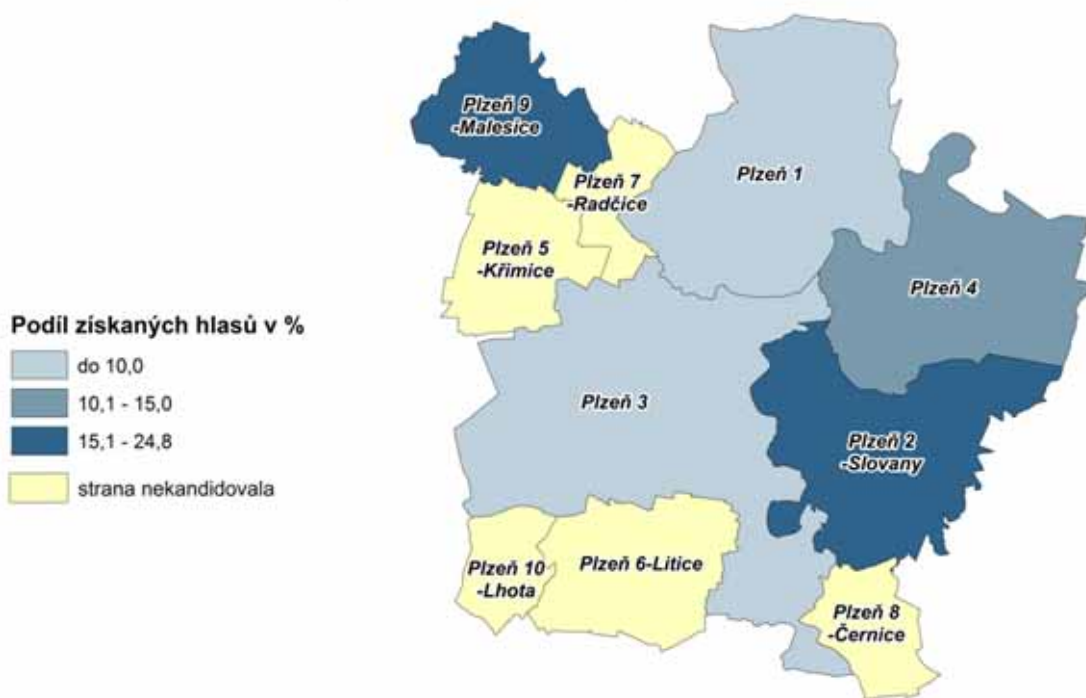 Plzeň 9
-Malesice
Plzeň 7
-Radčice
Plzeň 1
Plzeň 5
-Křimice
Plzeň 4
Podíl získaných hlasů v %
do 10,0
10,1 - 15,0
15,1 - 24,8
strana nekandidovala
Plzeň 3
Plzeň 2
-Slovany
Plzeň 10
-Lhota
Plzeň 6-Litice
Plzeň 8
-Černice